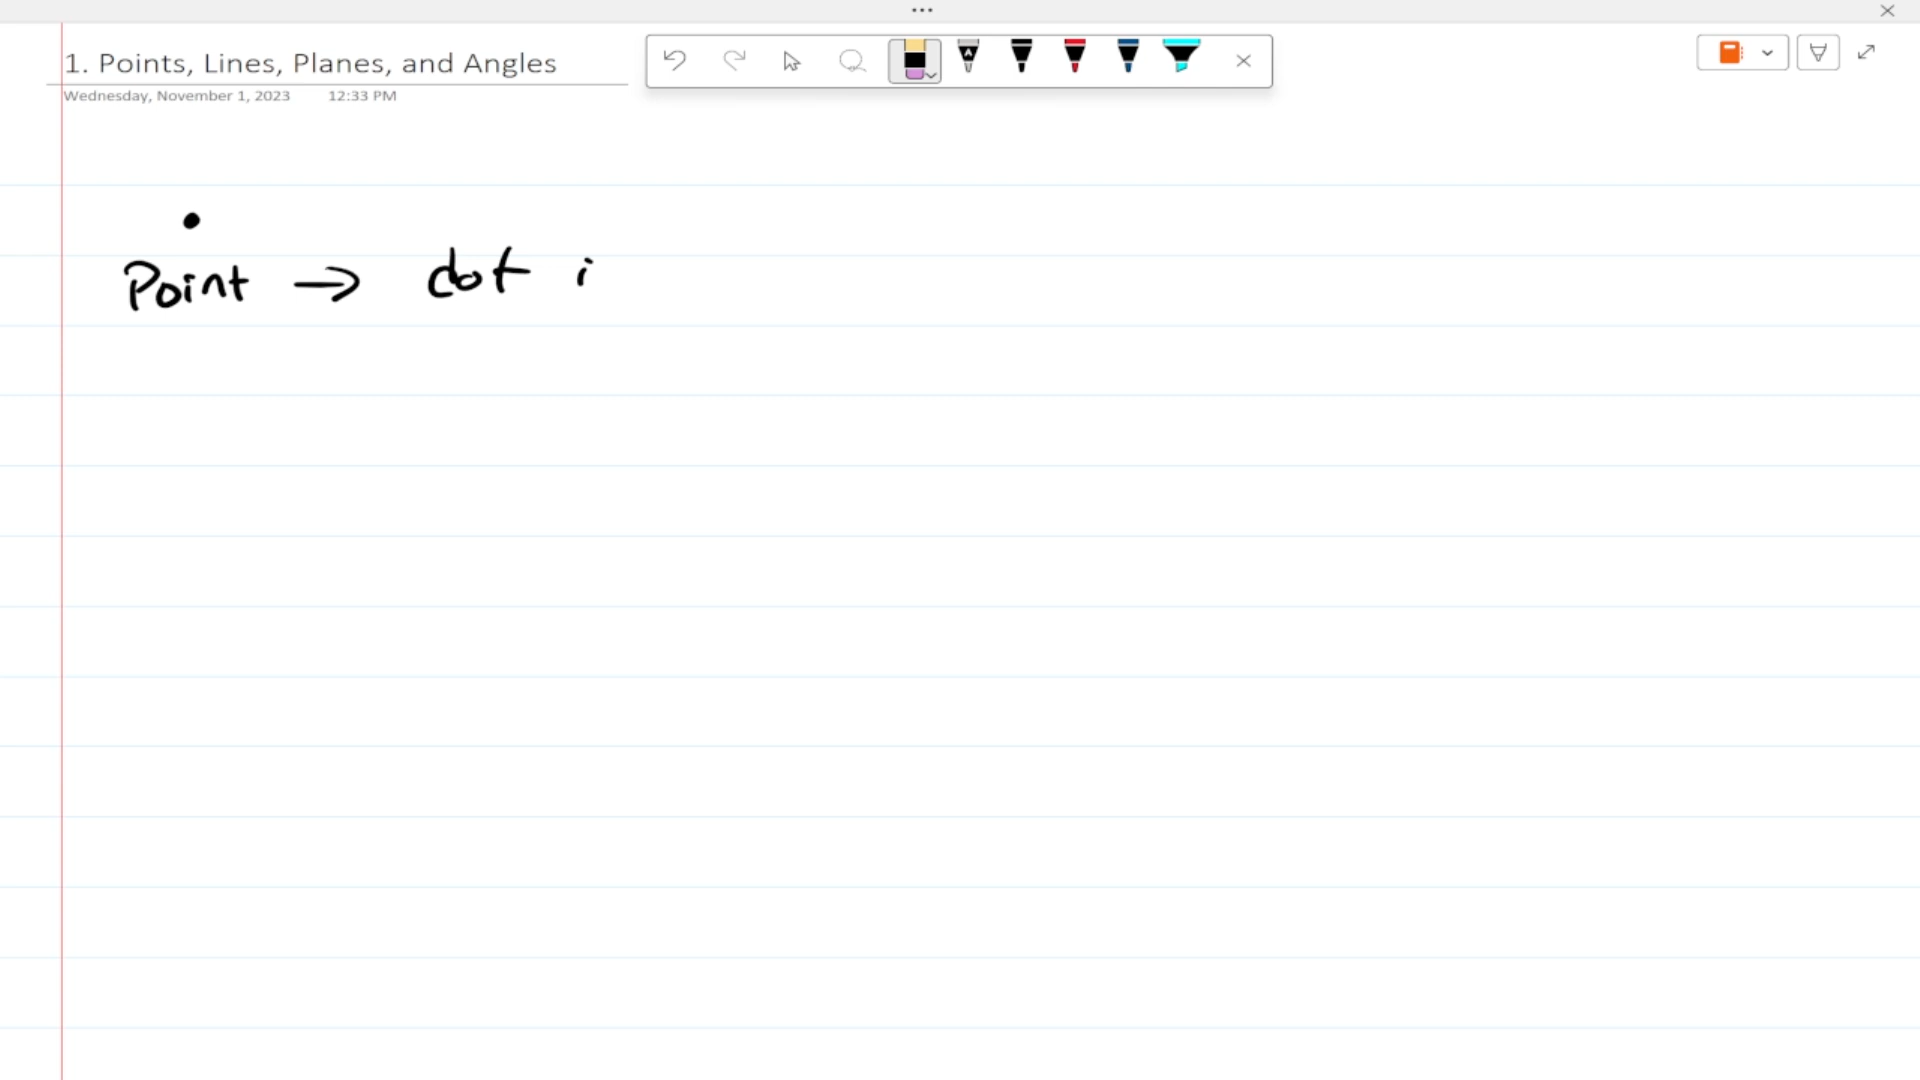 1. Points, Lines, Planes, and Angles
Wednesday, November 1, 2023 12:33 PM
Point → dot i